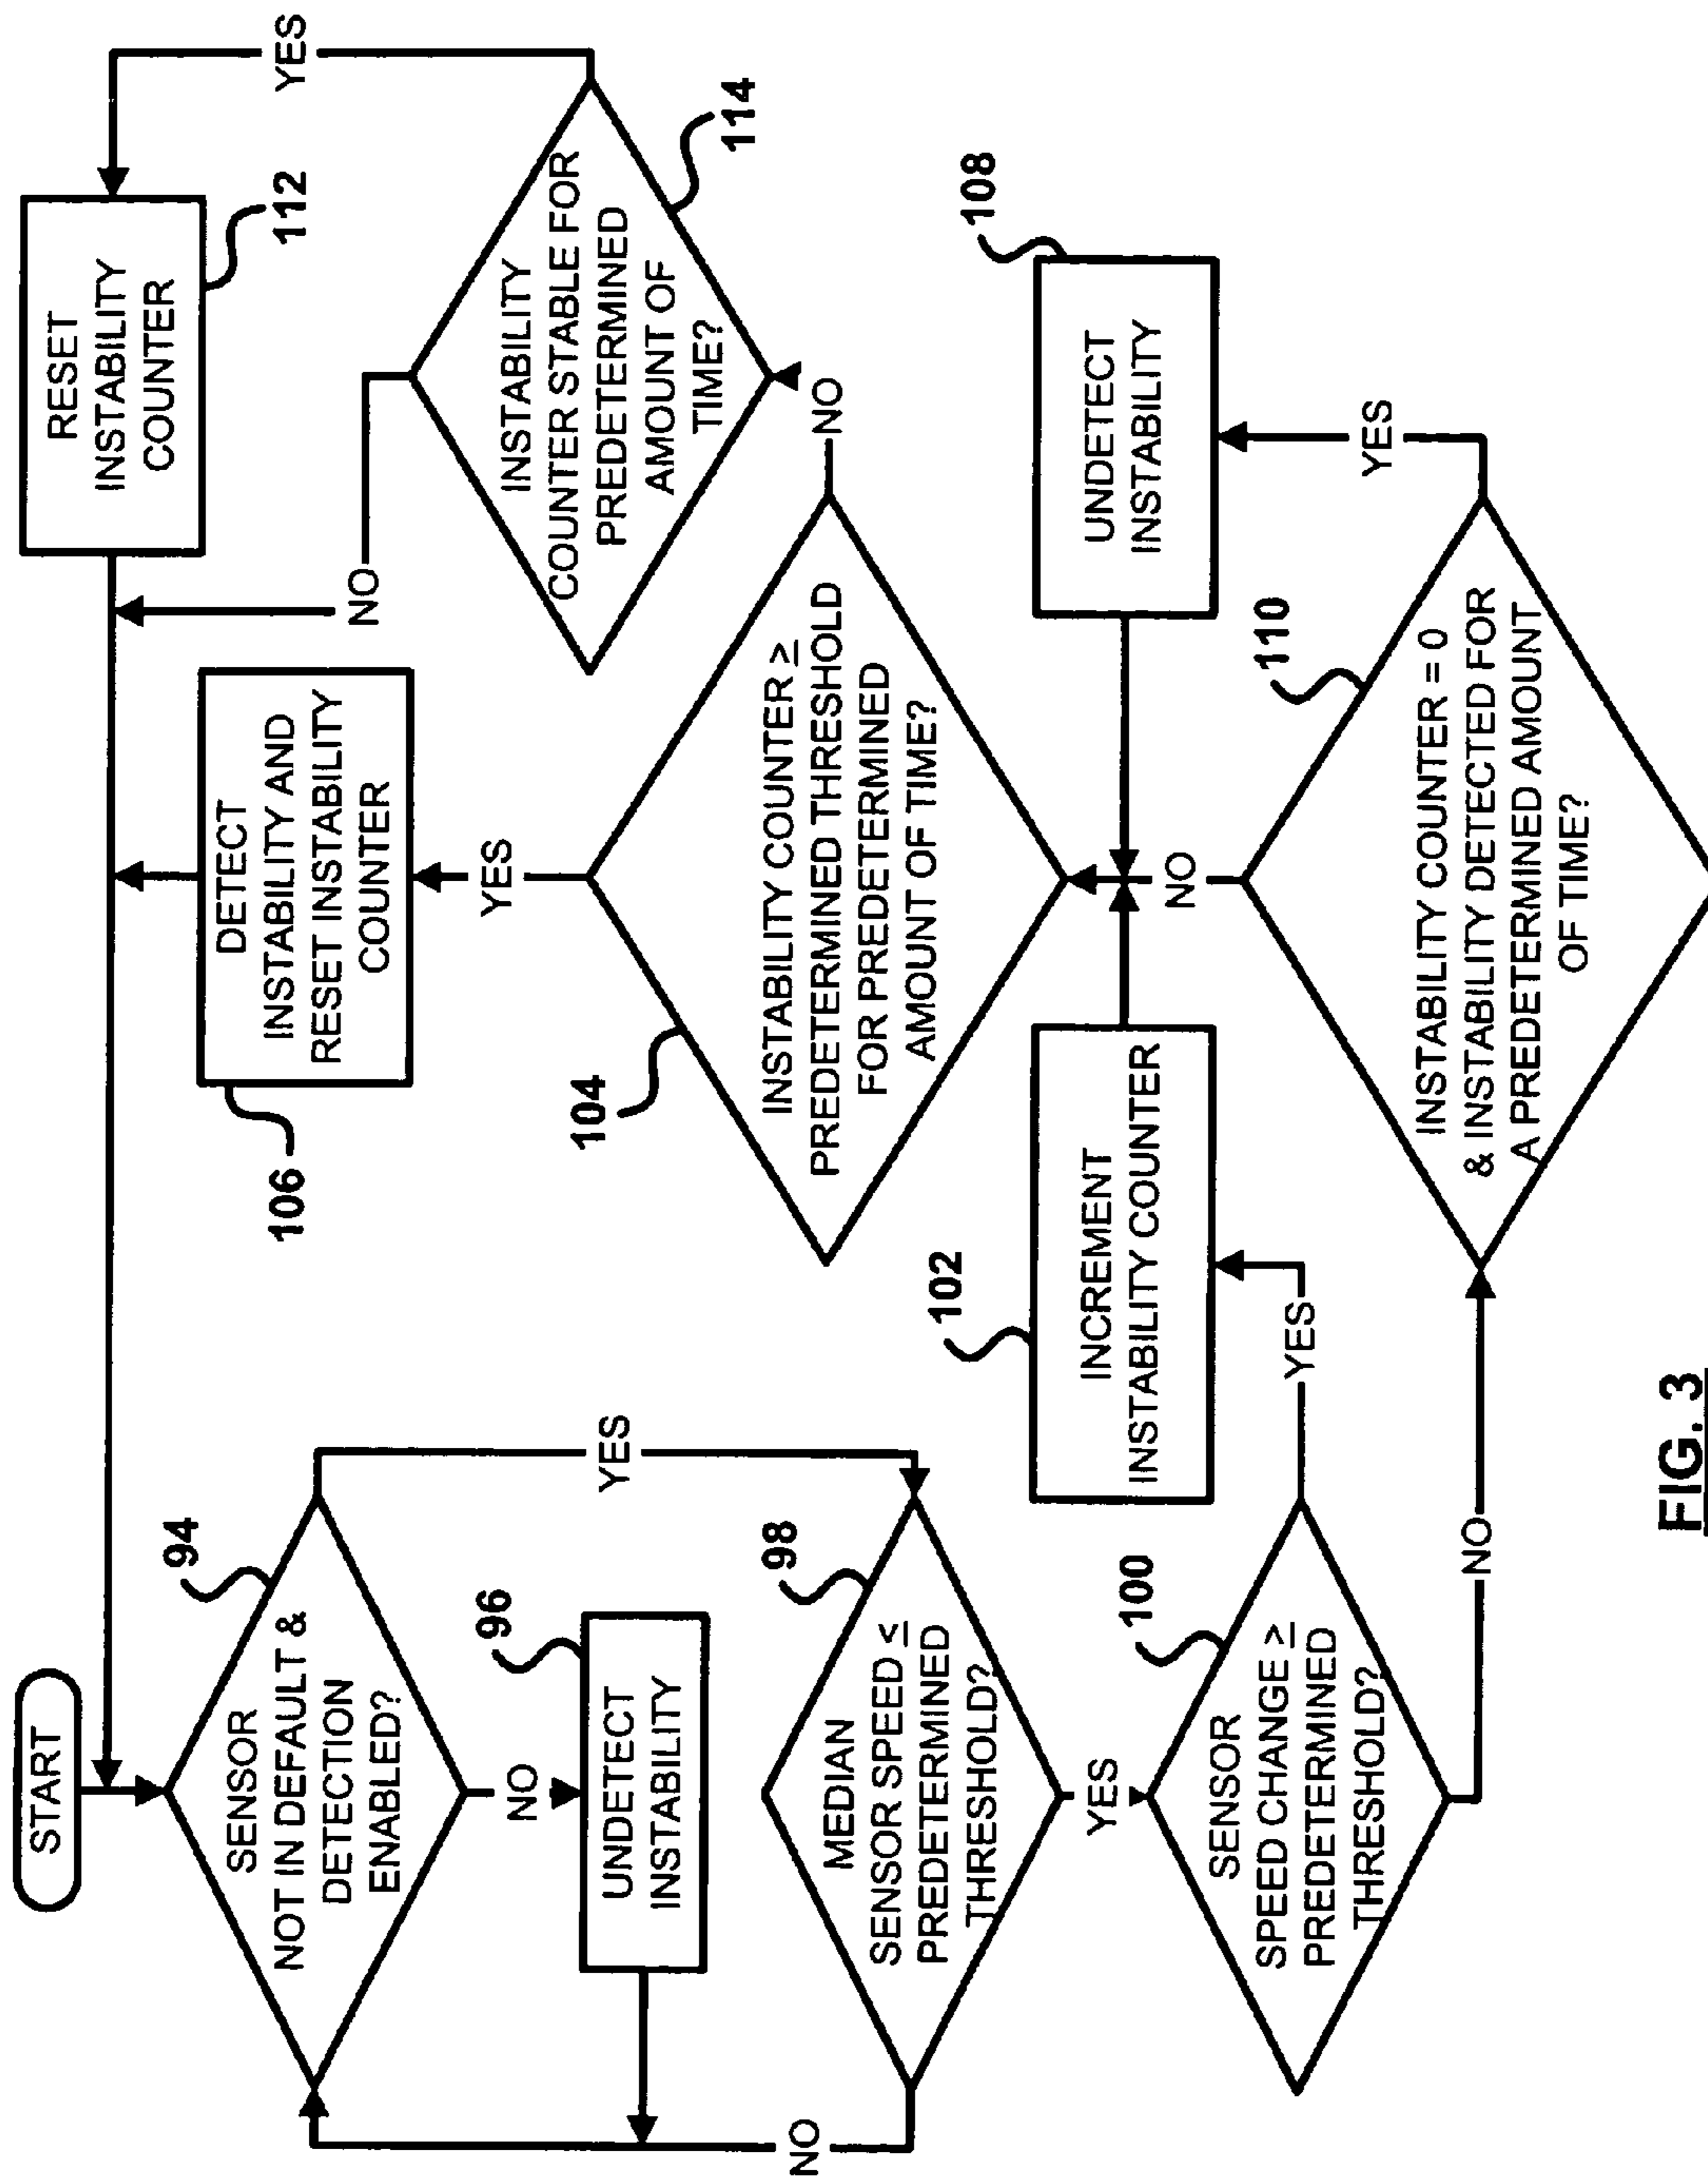 START
94
SENSOR
NOT IN DEFAULT &
DETECTION
ENABLED?
NO
YES
96
UNDETECT
INSTABILITY
98
MEDIAN
SENSOR SPEED ≤
PREDETERMINED
THRESHOLD?
NO
YES
100
SENSOR
SPEED CHANGE ≥
PREDETERMINED
THRESHOLD?
YES
NO
102
INCREMENT
INSTABILITY COUNTER
104
INSTABILITY COUNTER ≥
PREDETERMINED THRESHOLD
FOR PREDETERMINED
AMOUNT OF TIME?
YES
NO
106
DETECT
INSTABILITY AND
RESET INSTABILITY
COUNTER
108
UNDETECT
INSTABILITY
110
INSTABILITY COUNTER = 0
& INSTABILITY DETECTED FOR
A PREDETERMINED AMOUNT
OF TIME?
NO
YES
112
RESET
INSTABILITY
COUNTER
114
INSTABILITY
COUNTER STABLE FOR
PREDETERMINED
AMOUNT OF
TIME?
NO
YES
FIG. 3